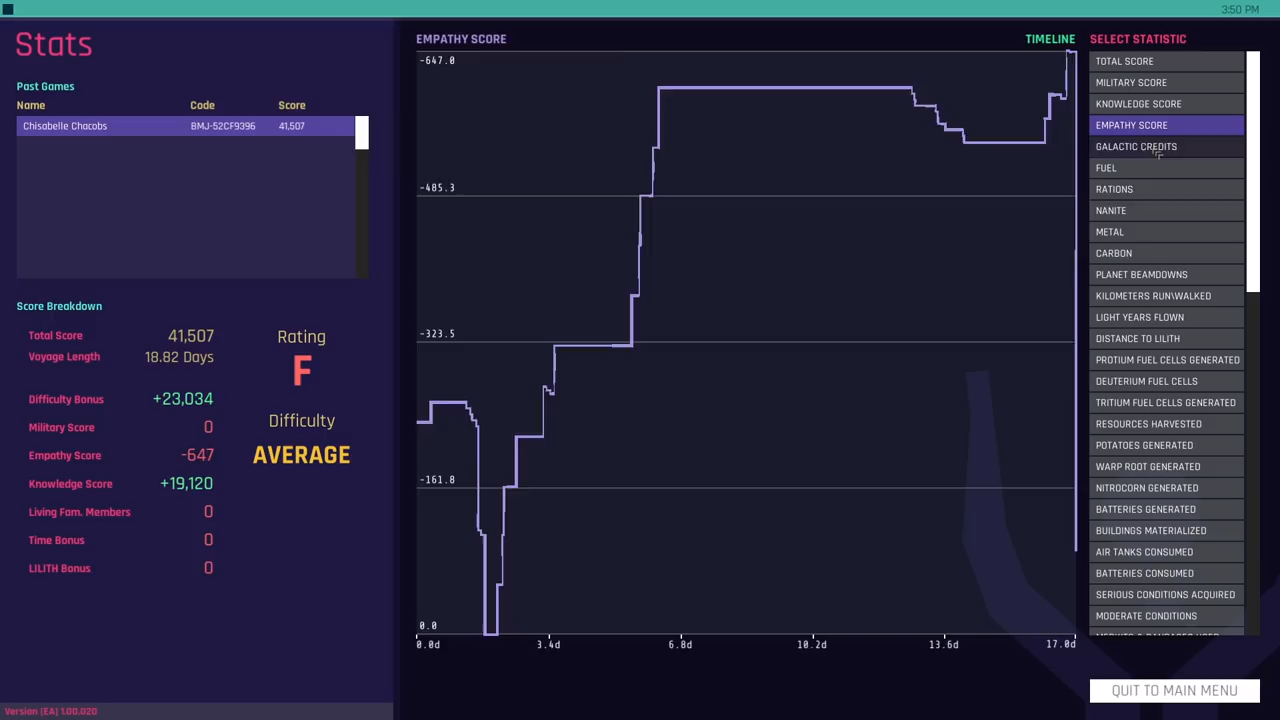 3:50 PM
Stats
Past Games
Name Code Score
Chisabelle Chacobs BMJ-52CF9396 41,507
Score Breakdown
Total Score 41,507
Voyage Length 18.82 Days
Difficulty Bonus +23,034
Military Score 0
Empathy Score -647
Knowledge Score +19,120
Living Fam. Members 0
Time Bonus 0
LILITH Bonus 0
Rating
F
Difficulty
AVERAGE
Version [EA] 1.00.020
EMPATHY SCORE TIMELINE
-647.0
-485.3
-323.5
-161.8
0.0
0.0d 3.4d 6.8d 10.2d 13.6d 17.0d
SELECT STATISTIC
TOTAL SCORE
MILITARY SCORE
KNOWLEDGE SCORE
EMPATHY SCORE
GALACTIC CREDITS
FUEL
RATIONS
NANITE
METAL
CARBON
PLANET BEAMDOWNS
KILOMETERS RUN\WALKED
LIGHT YEARS FLOWN
DISTANCE TO LILITH
PROTIUM FUEL CELLS GENERATED
DEUTERIUM FUEL CELLS
TRITIUM FUEL CELLS GENERATED
RESOURCES HARVESTED
POTATOES GENERATED
WARP ROOT GENERATED
NITROCORN GENERATED
BATTERIES GENERATED
BUILDINGS MATERIALIZED
AIR TANKS CONSUMED
BATTERIES CONSUMED
SERIOUS CONDITIONS ACQUIRED
MODERATE CONDITIONS
QUIT TO MAIN MENU